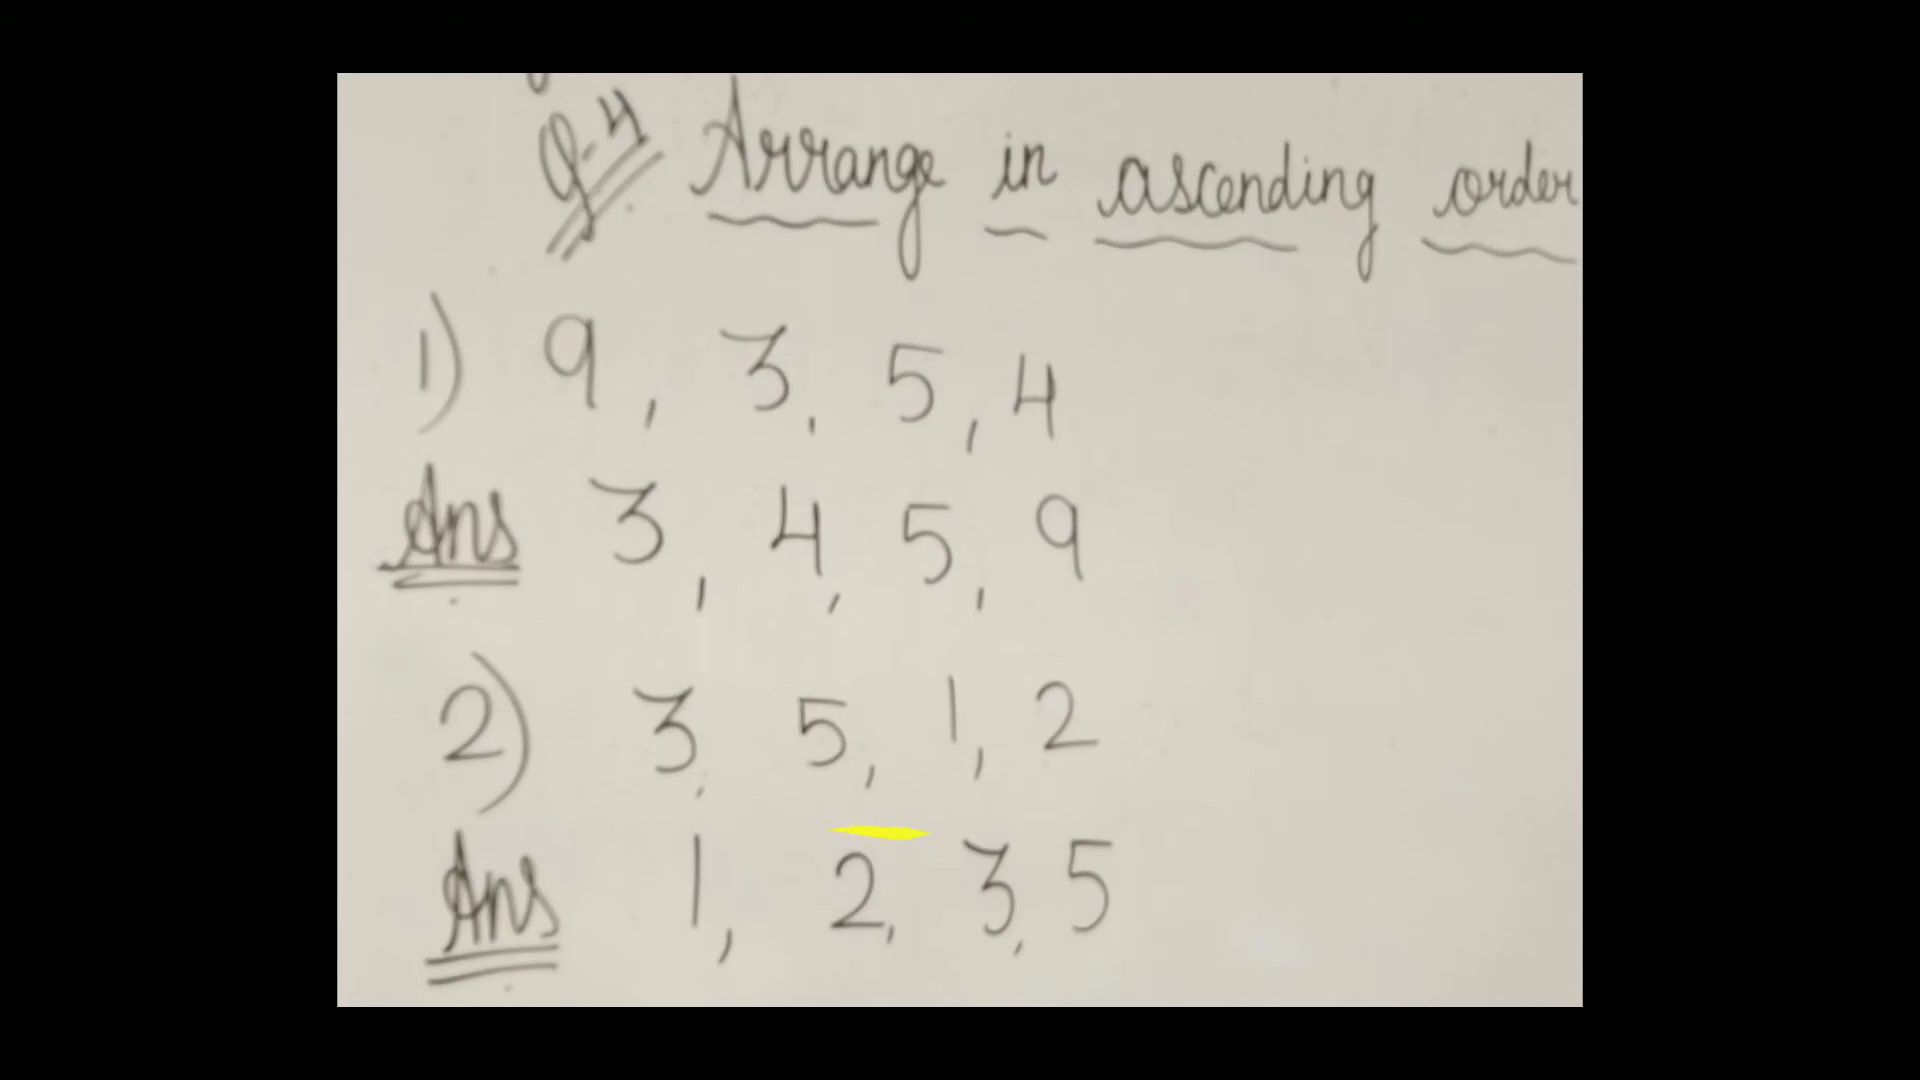 Q-4 Arrange in ascending order
1) 9, 3, 5, 4
Ans 3, 4, 5, 9
2) 3, 5, 1, 2
Ans 1, 2, 3, 5